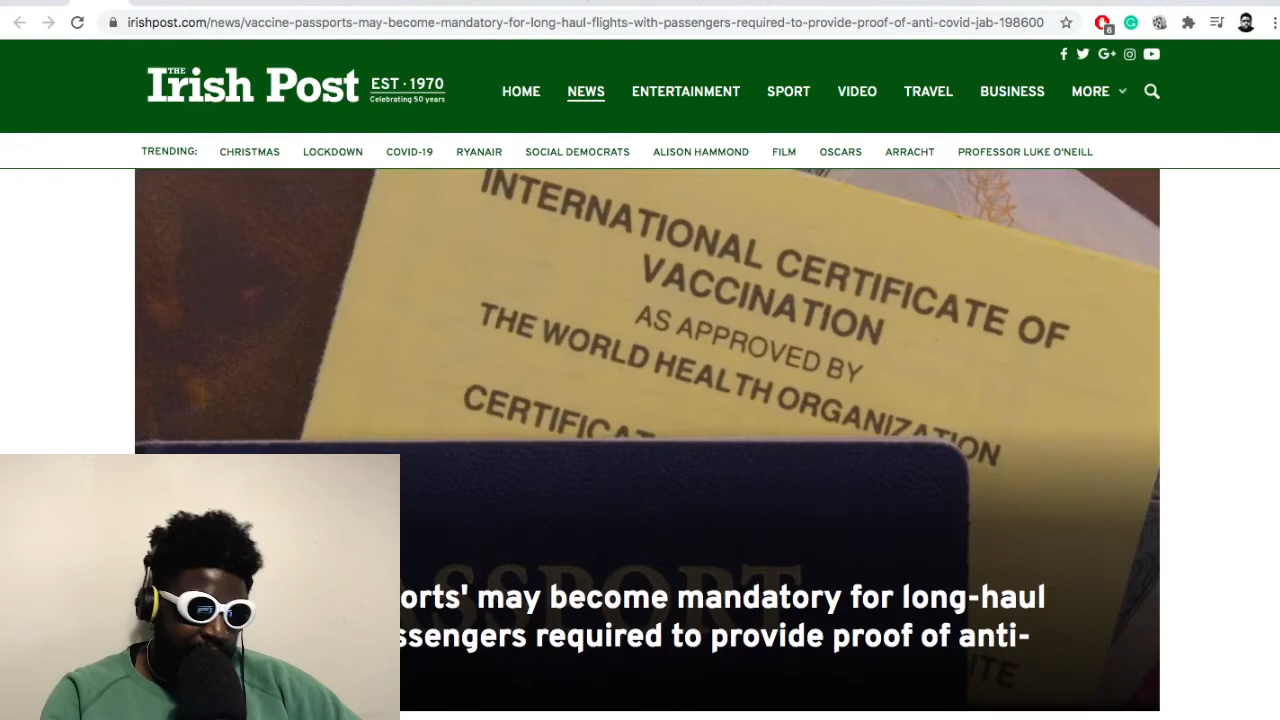 irishpost.com/news/vaccine-passports-may-become-mandatory-for-long-haul-flights-with-passengers-required-to-provide-proof-of-anti-covid-jab-198600
6
THE
Irish Post
EST · 1970
Celebrating 50 years
HOME NEWS ENTERTAINMENT SPORT VIDEO TRAVEL BUSINESS MORE
TRENDING: CHRISTMAS LOCKDOWN COVID-19 RYANAIR SOCIAL DEMOCRATS ALISON HAMMOND FILM OSCARS ARRACHT PROFESSOR LUKE O'NEILL
INTERNATIONAL CERTIFICATE OF
VACCINATION
AS APPROVED BY
THE WORLD HEALTH ORGANIZATION
CERTIFICAT
PASSPORT
orts' may become mandatory for long-haul
ssengers required to provide proof of anti-